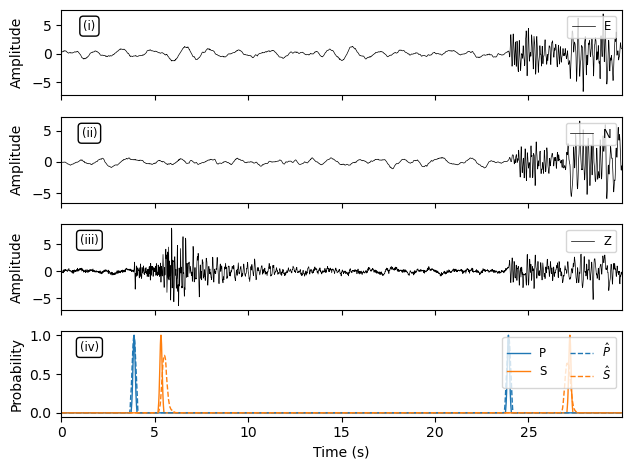 (i)
E
Amplitude
5
0
−5
(ii)
N
Amplitude
5
0
−5
(iii)
Z
Amplitude
5
0
−5
(iv)
P
S
P̂
Ŝ
Probability
1.0
0.5
0.0
0 5 10 15 20 25
Time (s)